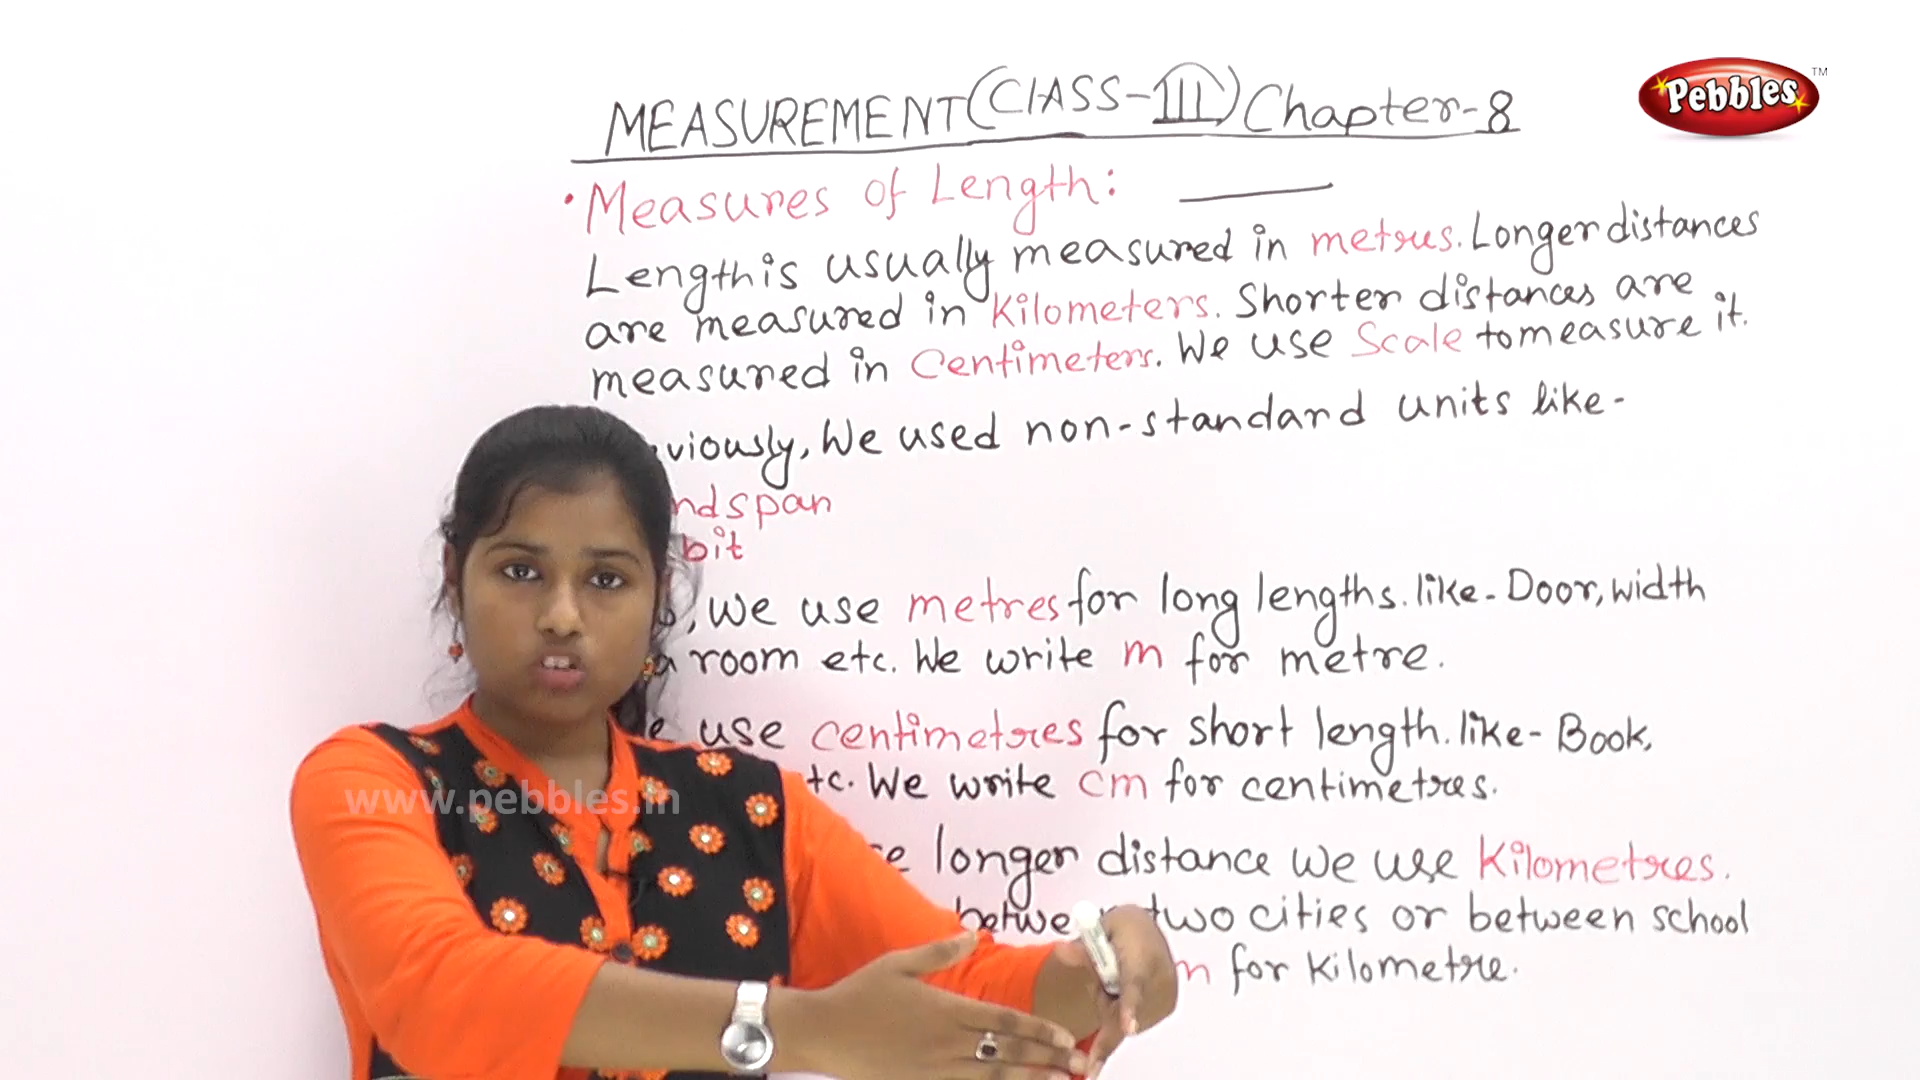 MEASUREMENT (CLASS-III) Chapter-8
Pebbles TM
• Measures of Length:
Length is usually measured in metres. Longer distances
are measured in Kilometers. Shorter distances are
measured in Centimeters. We use Scale to measure it.
viously, We used non-standard units like-
ndspan
bit
, We use metres for long lengths. like- Door, width
a room etc. We write m for metre.
e use centimetres for short length. like- Book,
tc. We write cm for centimetres.
www.pebbles.in
re longer distance we use Kilometres.
betwe n two cities or between school
m for Kilometre.